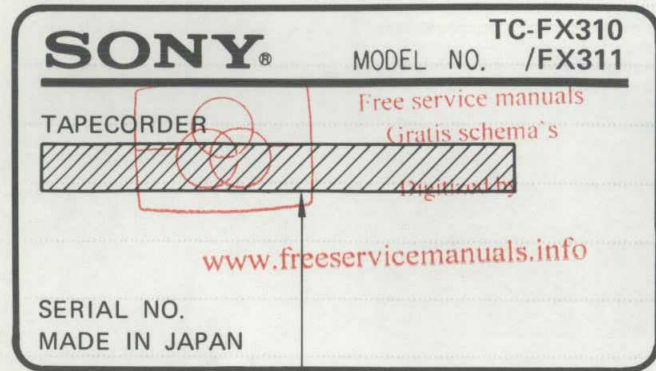 SONY®
TC-FX310
MODEL NO. /FX311
Free service manuals
TAPECORDER
Gratis schema`s
Digitized by
www.freeservicemanuals.info
SERIAL NO.
MADE IN JAPAN